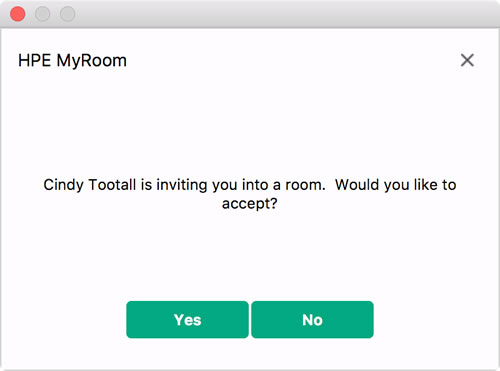 HPE MyRoom
Cindy Tootall is inviting you into a room.  Would you like to
accept?
Yes
No